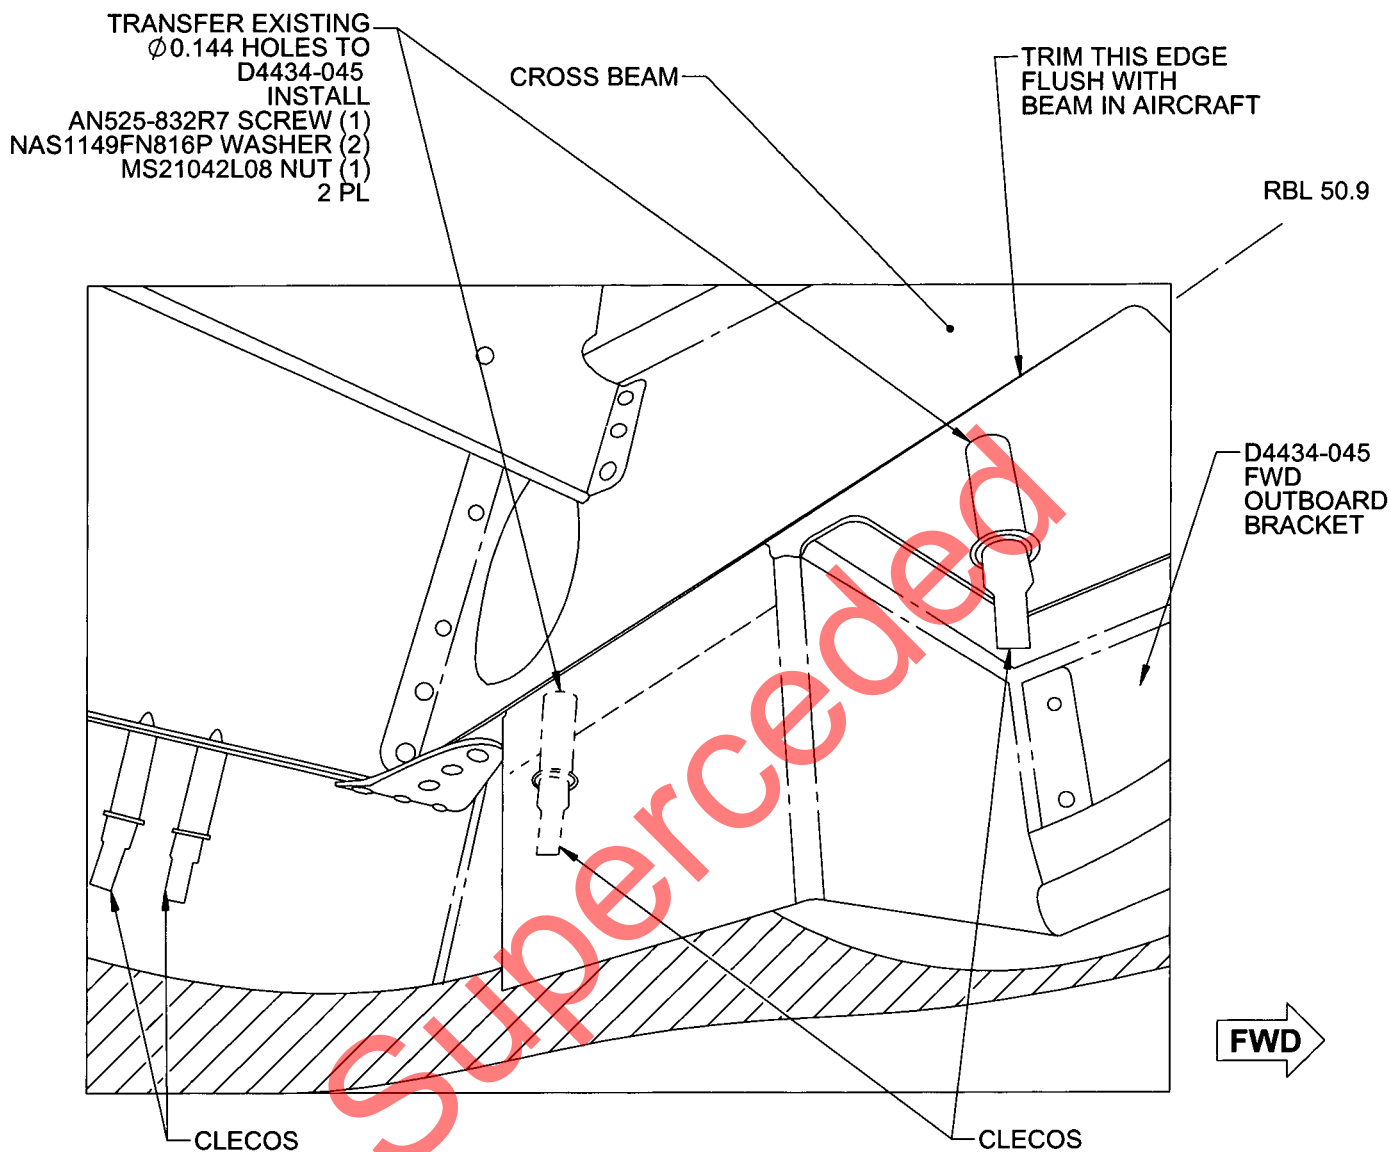 TRANSFER EXISTING
∅0.144 HOLES TO
D4434-045
INSTALL
AN525-832R7 SCREW (1)
NAS1149FN816P WASHER (2)
MS21042L08 NUT (1)
2 PL
CROSS BEAM
TRIM THIS EDGE
FLUSH WITH
BEAM IN AIRCRAFT
RBL 50.9
D4434-045
FWD
OUTBOARD
BRACKET
Superceded
FWD
CLECOS
CLECOS